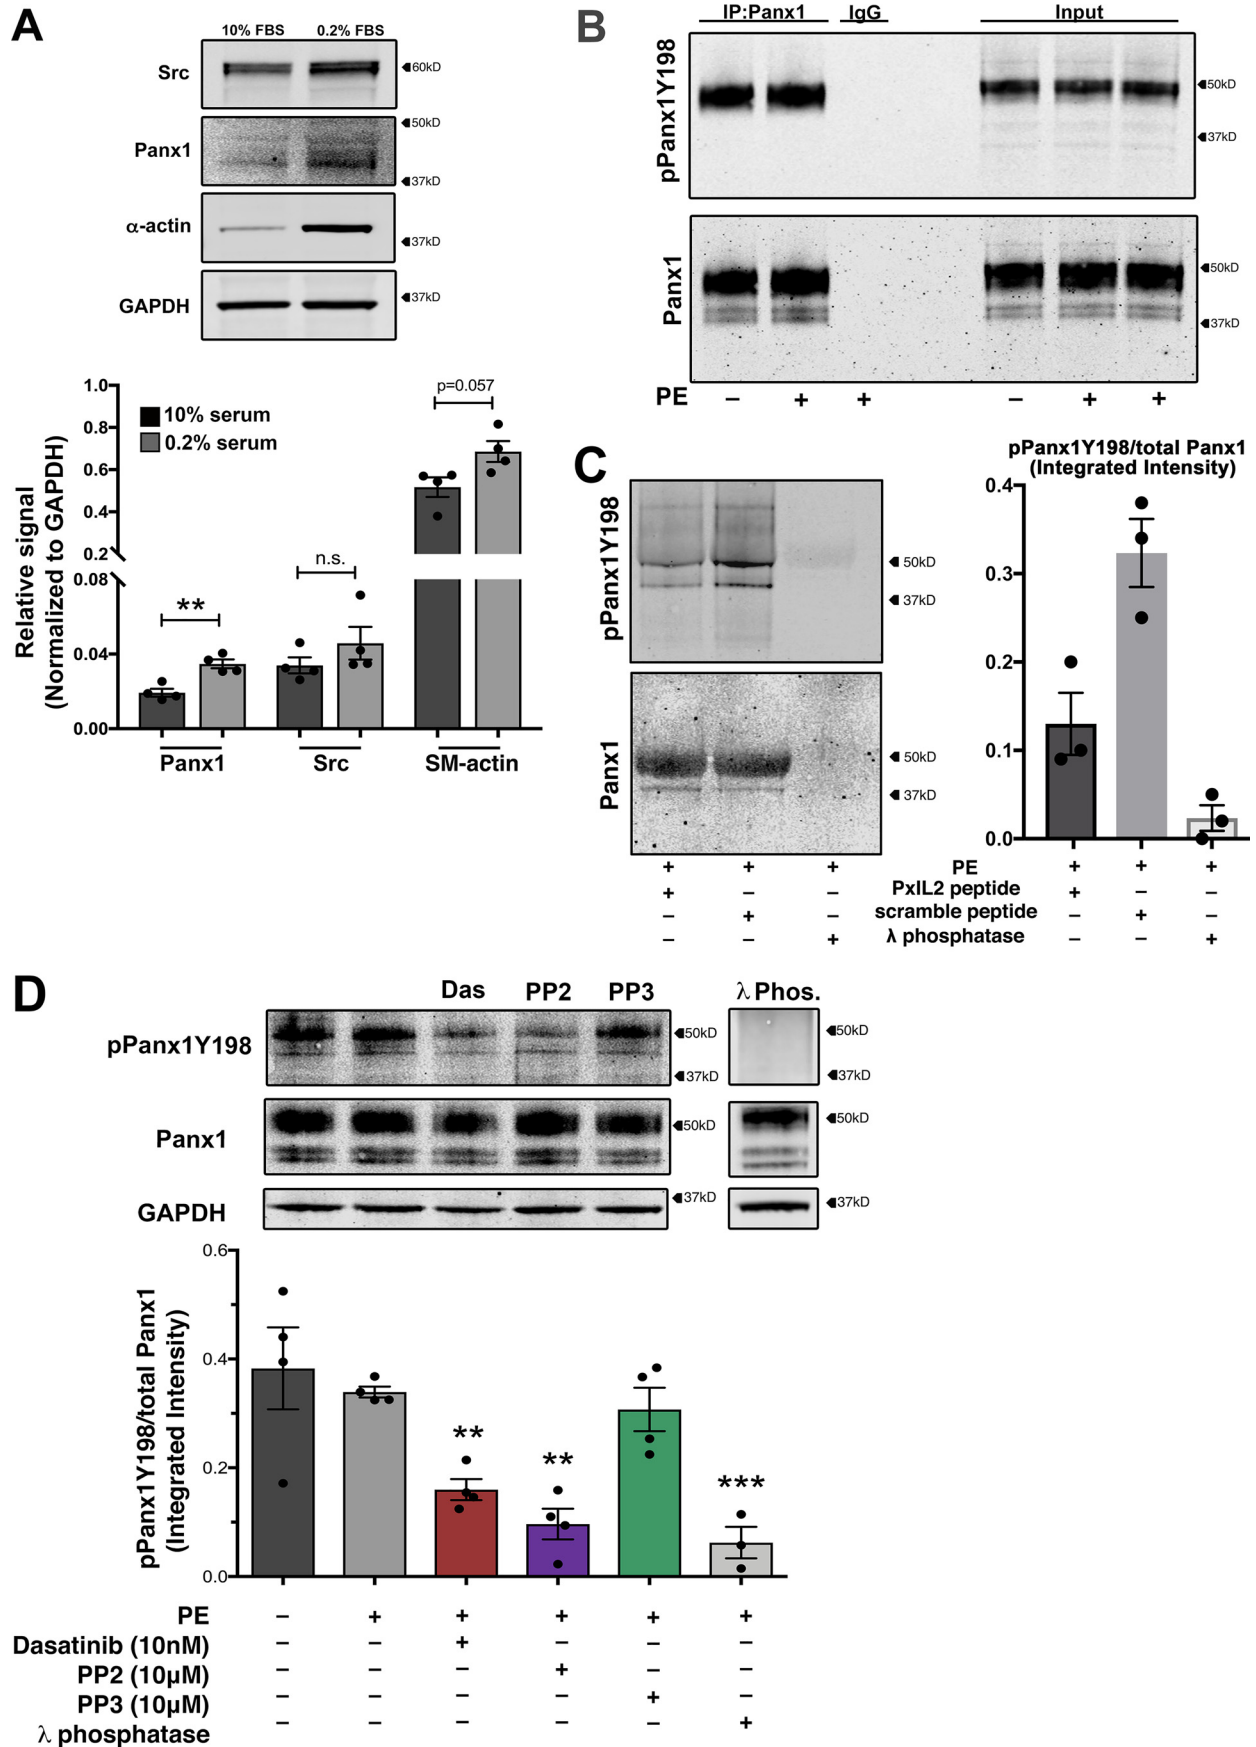 A
10% FBS 0.2% FBS
Src
60kD
50kD
Panx1
37kD
α-actin
37kD
GAPDH
37kD
Relative signal
(Normalized to GAPDH)
1.0
0.8
0.6
0.4
0.2
0.08
0.04
0.00
10% serum
0.2% serum
**
n.s.
p=0.057
Panx1 Src SM-actin
B
IP:Panx1 IgG Input
pPanx1Y198
50kD
37kD
Panx1
50kD
37kD
PE – + + – + +
C
pPanx1Y198
50kD
37kD
Panx1
50kD
37kD
pPanx1Y198/total Panx1
(Integrated Intensity)
0.4
0.3
0.2
0.1
0.0
+ + + PE + + +
+ – – PxIL2 peptide + – –
– + – scramble peptide – + –
– – + λ phosphatase – – +
D
Das PP2 PP3 λ Phos.
pPanx1Y198
50kD
37kD
50kD
37kD
Panx1
50kD
50kD
GAPDH
37kD
37kD
pPanx1Y198/total Panx1
(Integrated Intensity)
0.6
0.4
0.2
0.0
**
**
***
PE – + + + + +
Dasatinib (10nM) – – + – – –
PP2 (10µM) – – – + – –
PP3 (10µM) – – – – + –
λ phosphatase – – – – – +